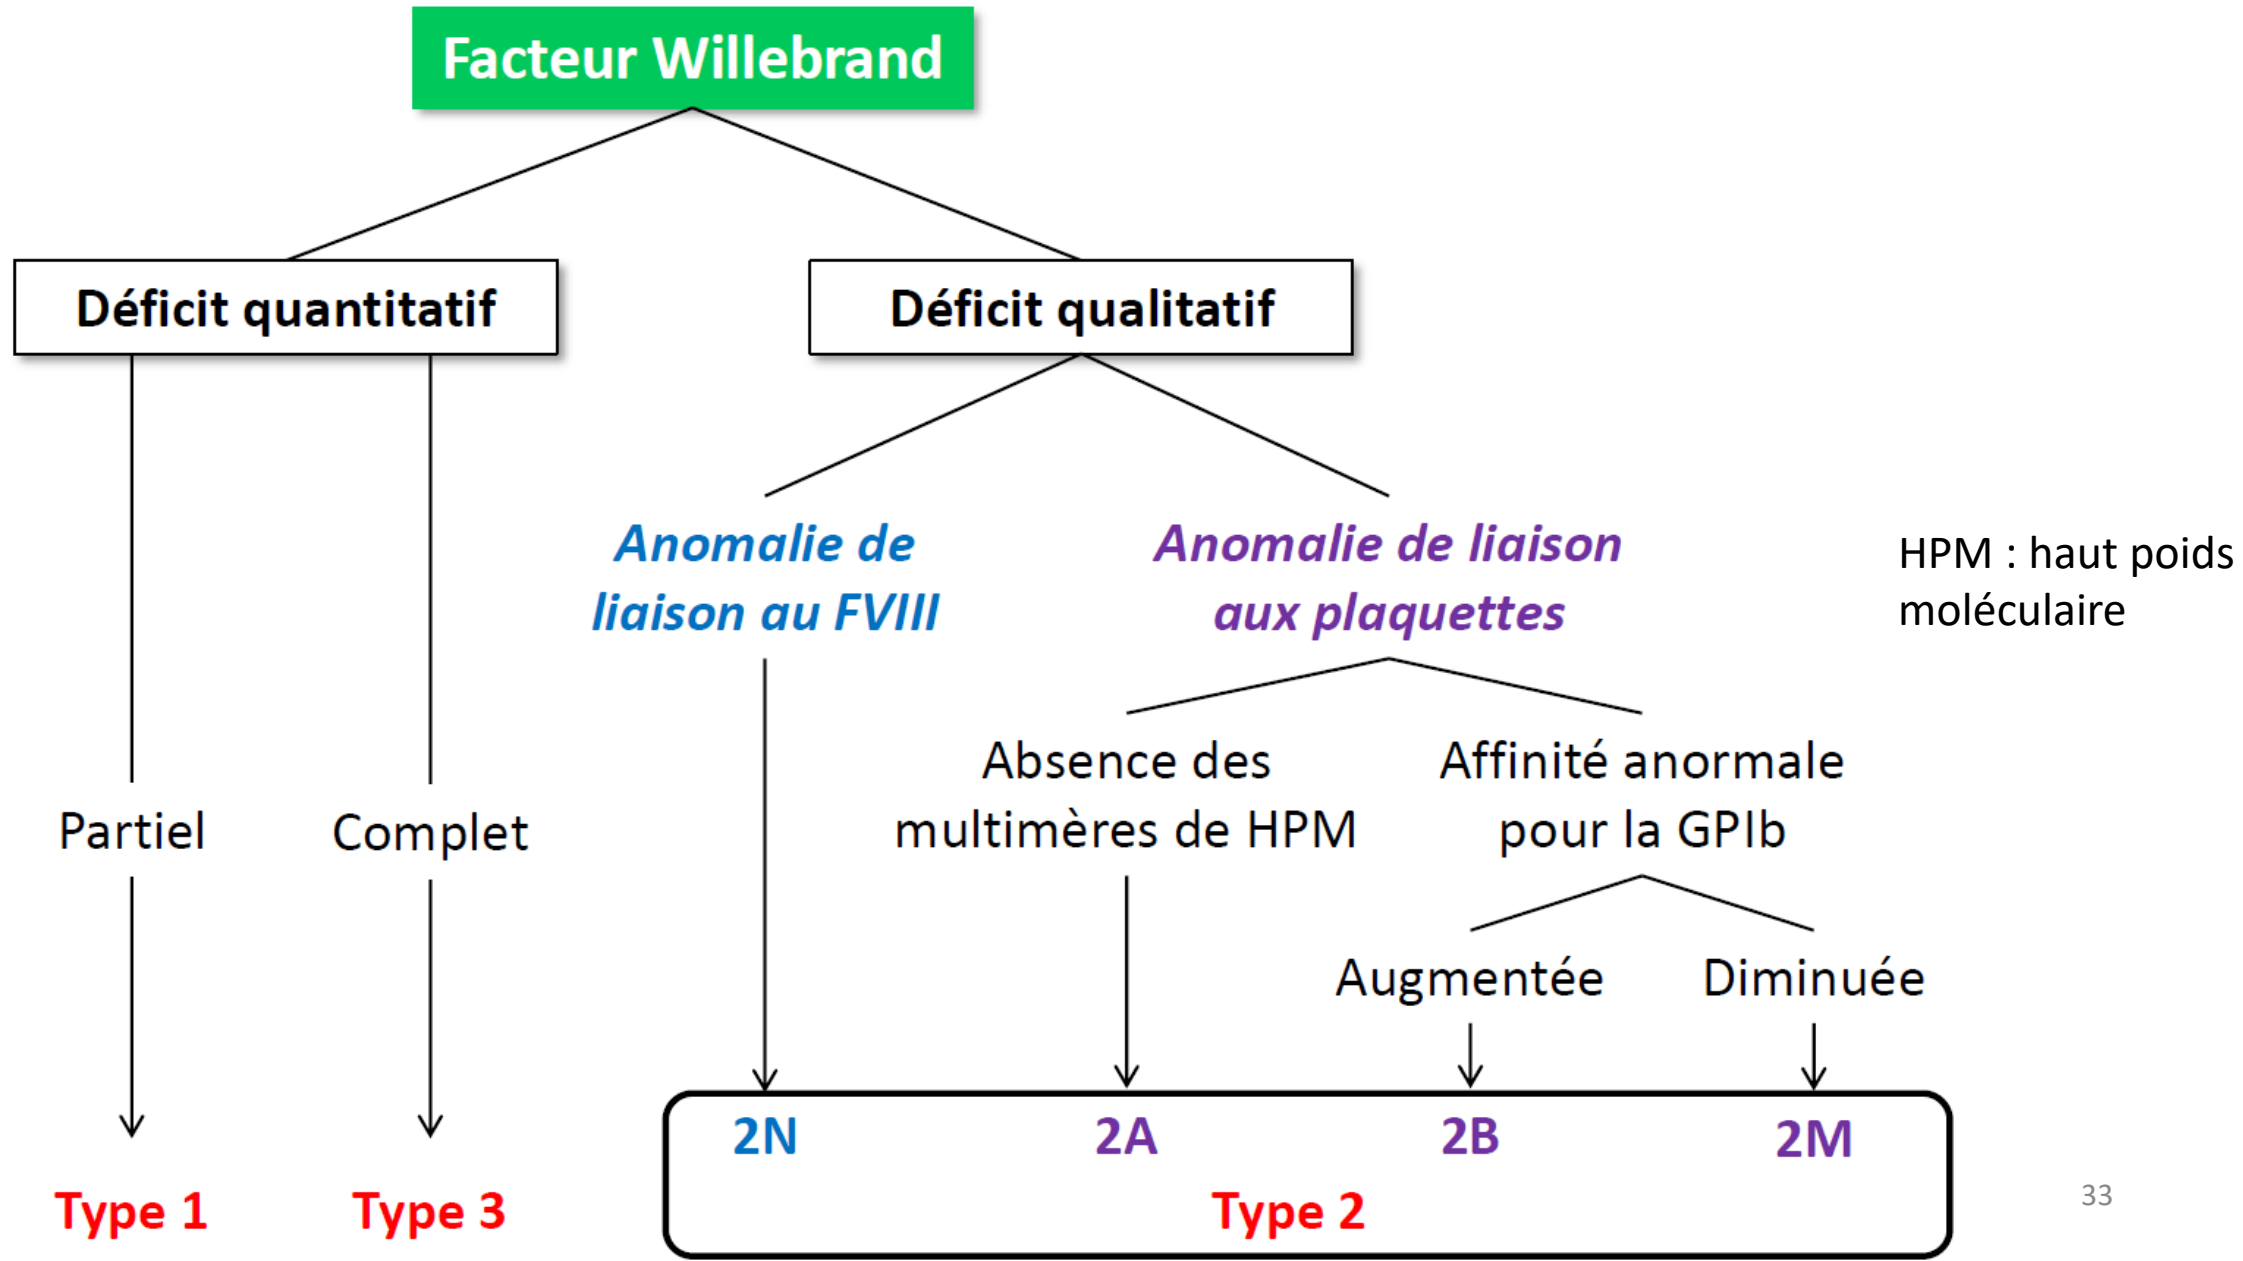 Facteur Willebrand
Déficit quantitatif
Déficit qualitatif
Anomalie de
liaison au FVIII
Anomalie de liaison
aux plaquettes
HPM : haut poids
moléculaire
Absence des
multimères de HPM
Affinité anormale
pour la GPIb
Partiel
Complet
Augmentée
Diminuée
2N
2A
2B
2M
Type 1
Type 3
Type 2
33